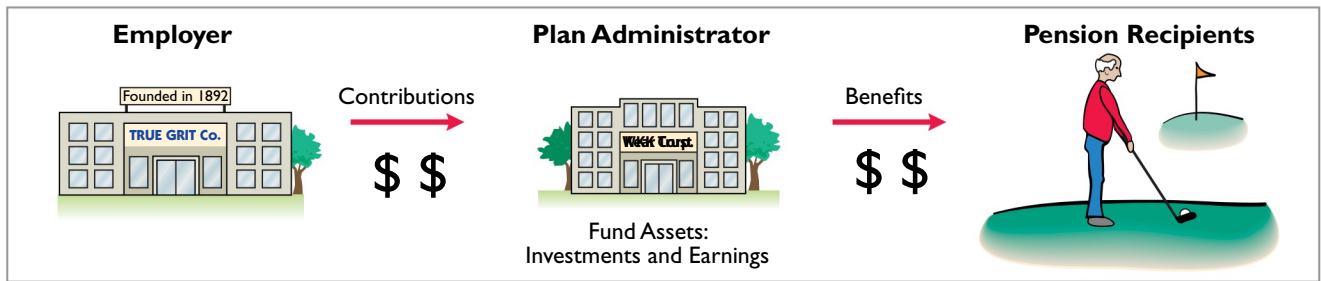 Employer
Plan Administrator
Pension Recipients
Founded in 1892
TRUE GRIT Co.
Contributions
$ $
Benefits
$ $
Fund Assets:
Investments and Earnings